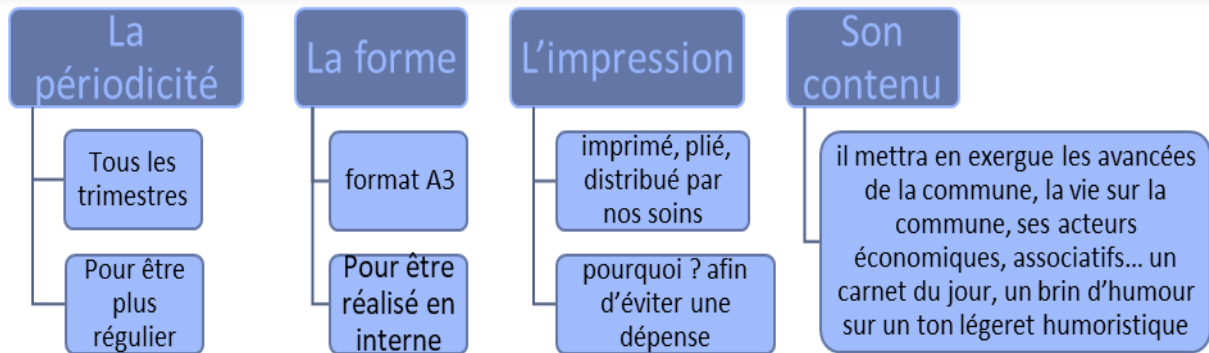 La
périodicité
Tous les
trimestres
Pour être
plus
régulier
La forme
format A3
Pour être
réalisé en
interne
L'impression
imprimé, plié,
distribué par
nos soins
pourquoi ? afin
d'éviter une
dépense
Son
contenu
il mettra en exergue les avancées
de la commune, la vie sur la
commune, ses acteurs
économiques, associatifs... un
carnet du jour, un brin d'humour
sur un ton légeret humoristique